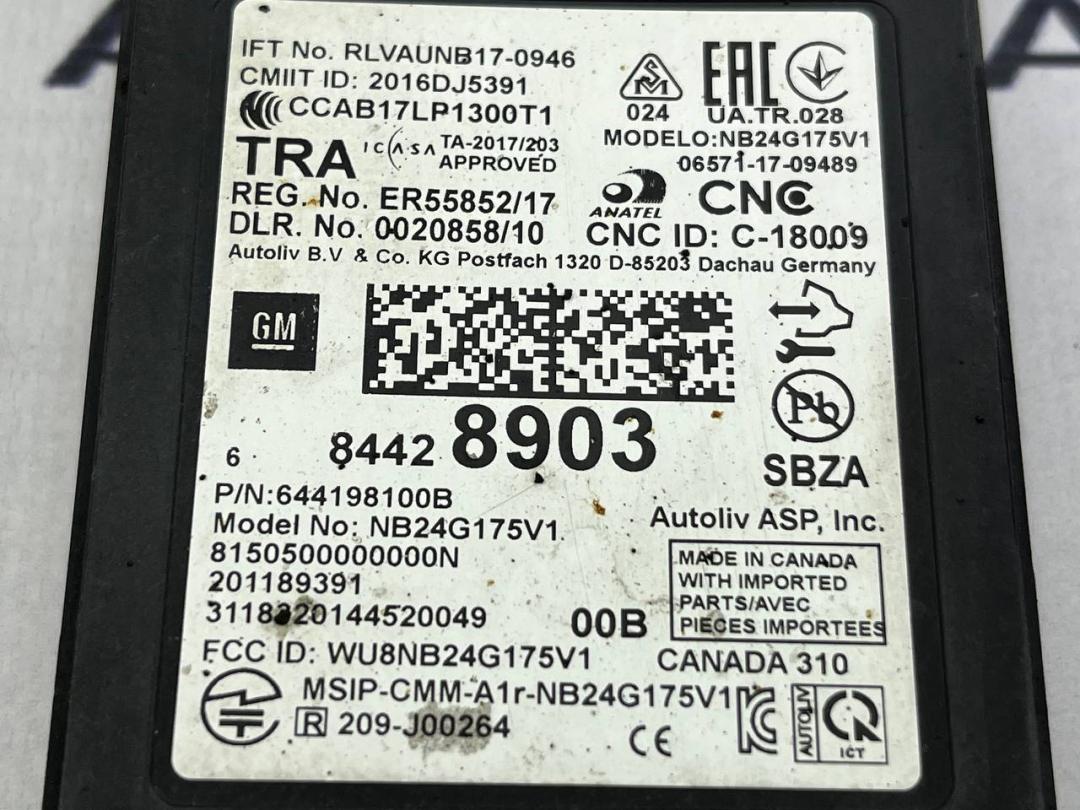 IFT No. RLVAUNB17-0946
CMIIT ID: 2016DJ5391
CCAB17LP1300T1
TRA
ICASA TA-2017/203
APPROVED
024
EAC
UA.TR.028
MODELO:NB24G175V1
06571-17-09489
REG. No. ER55852/17
DLR. No. 0020858/10
ANATEL
CNC
CNC ID: C-18009
Autoliv B.V & Co. KG Postfach 1320 D-85203 Dachau Germany
GM
Pb
6 8442 8903
SBZA
P/N:644198100B
Model No: NB24G175V1
8150500000000N
201189391
3118320144520049
00B
Autoliv ASP, Inc.
MADE IN CANADA
WITH IMPORTED
PARTS/AVEC
PIECES IMPORTEES
FCC ID: WU8NB24G175V1
CANADA 310
MSIP-CMM-A1r-NB24G175V1
R 209-J00264
CE
AUTOLIV
ICT